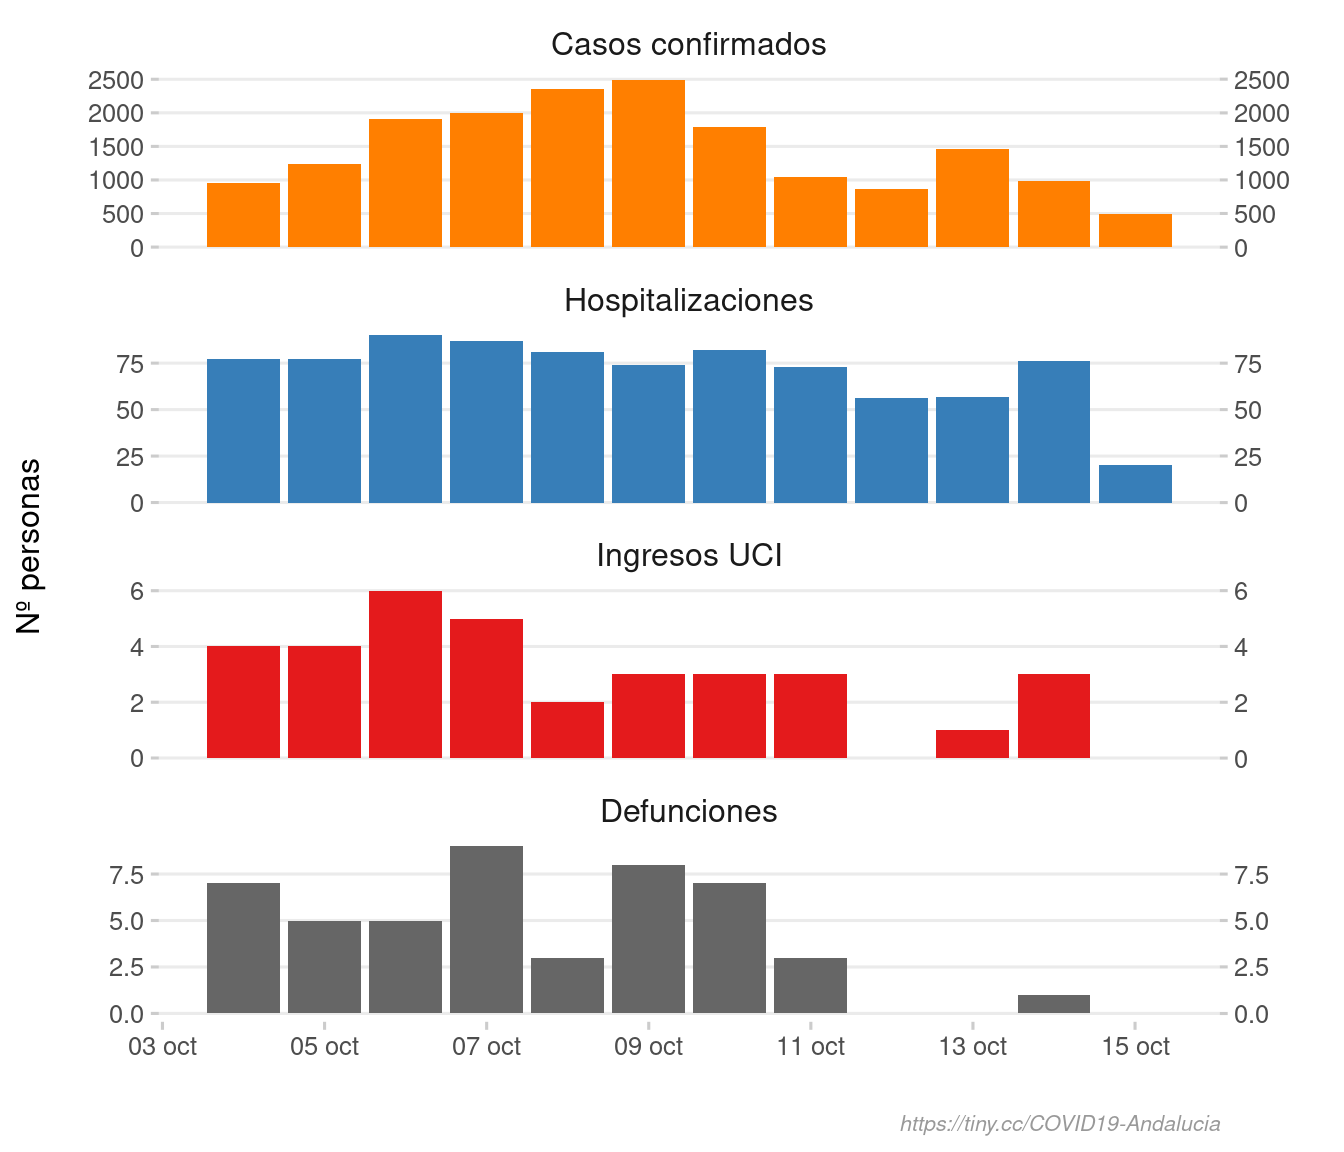 Casos confirmados
2500 2500
2000 2000
1500 1500
1000 1000
500 500
0 0
Hospitalizaciones
75 75
50 50
25 25
0 0
Nº personas
Ingresos UCI
6 6
4 4
2 2
0 0
Defunciones
7.5 7.5
5.0 5.0
2.5 2.5
0.0 0.0
03 oct 05 oct 07 oct 09 oct 11 oct 13 oct 15 oct
https://tiny.cc/COVID19-Andalucia